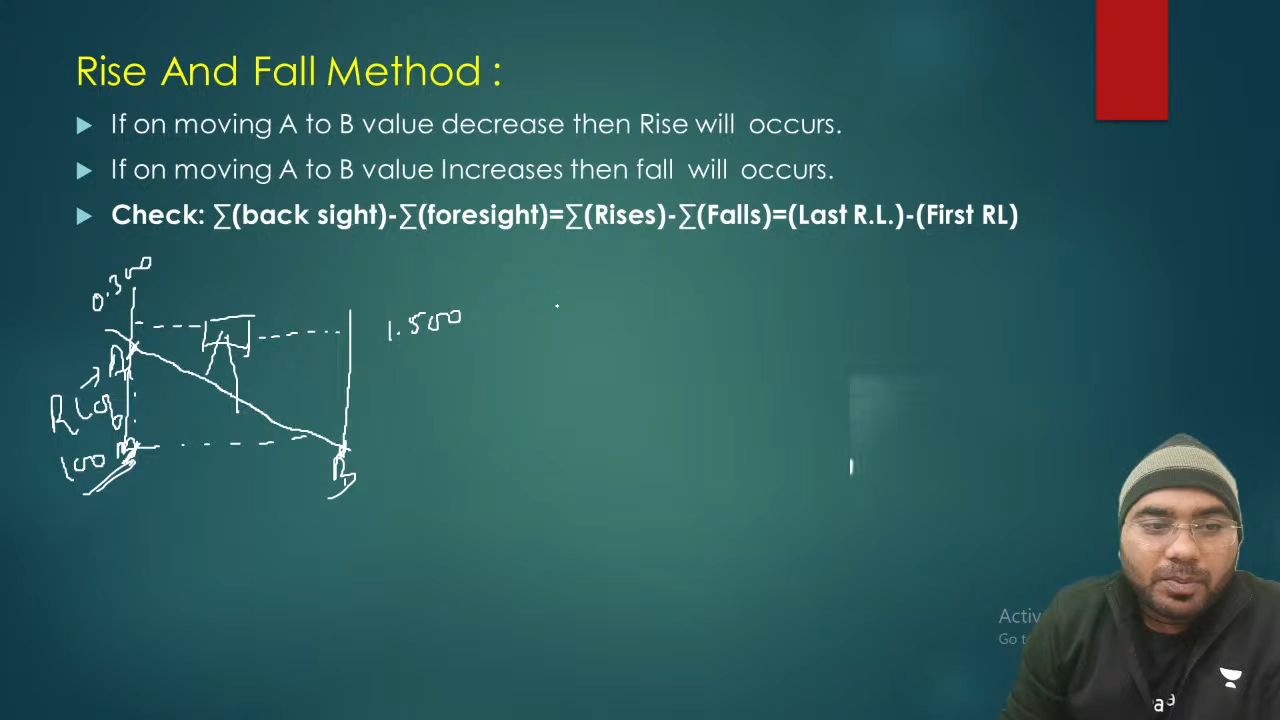 Rise And Fall Method :
If on moving A to B value decrease then Rise will occurs.
If on moving A to B value Increases then fall will occurs.
Check: ∑(back sight)-∑(foresight)=∑(Rises)-∑(Falls)=(Last R.L.)-(First RL)
0.300
1.500
A
100
B
Activ
Go t